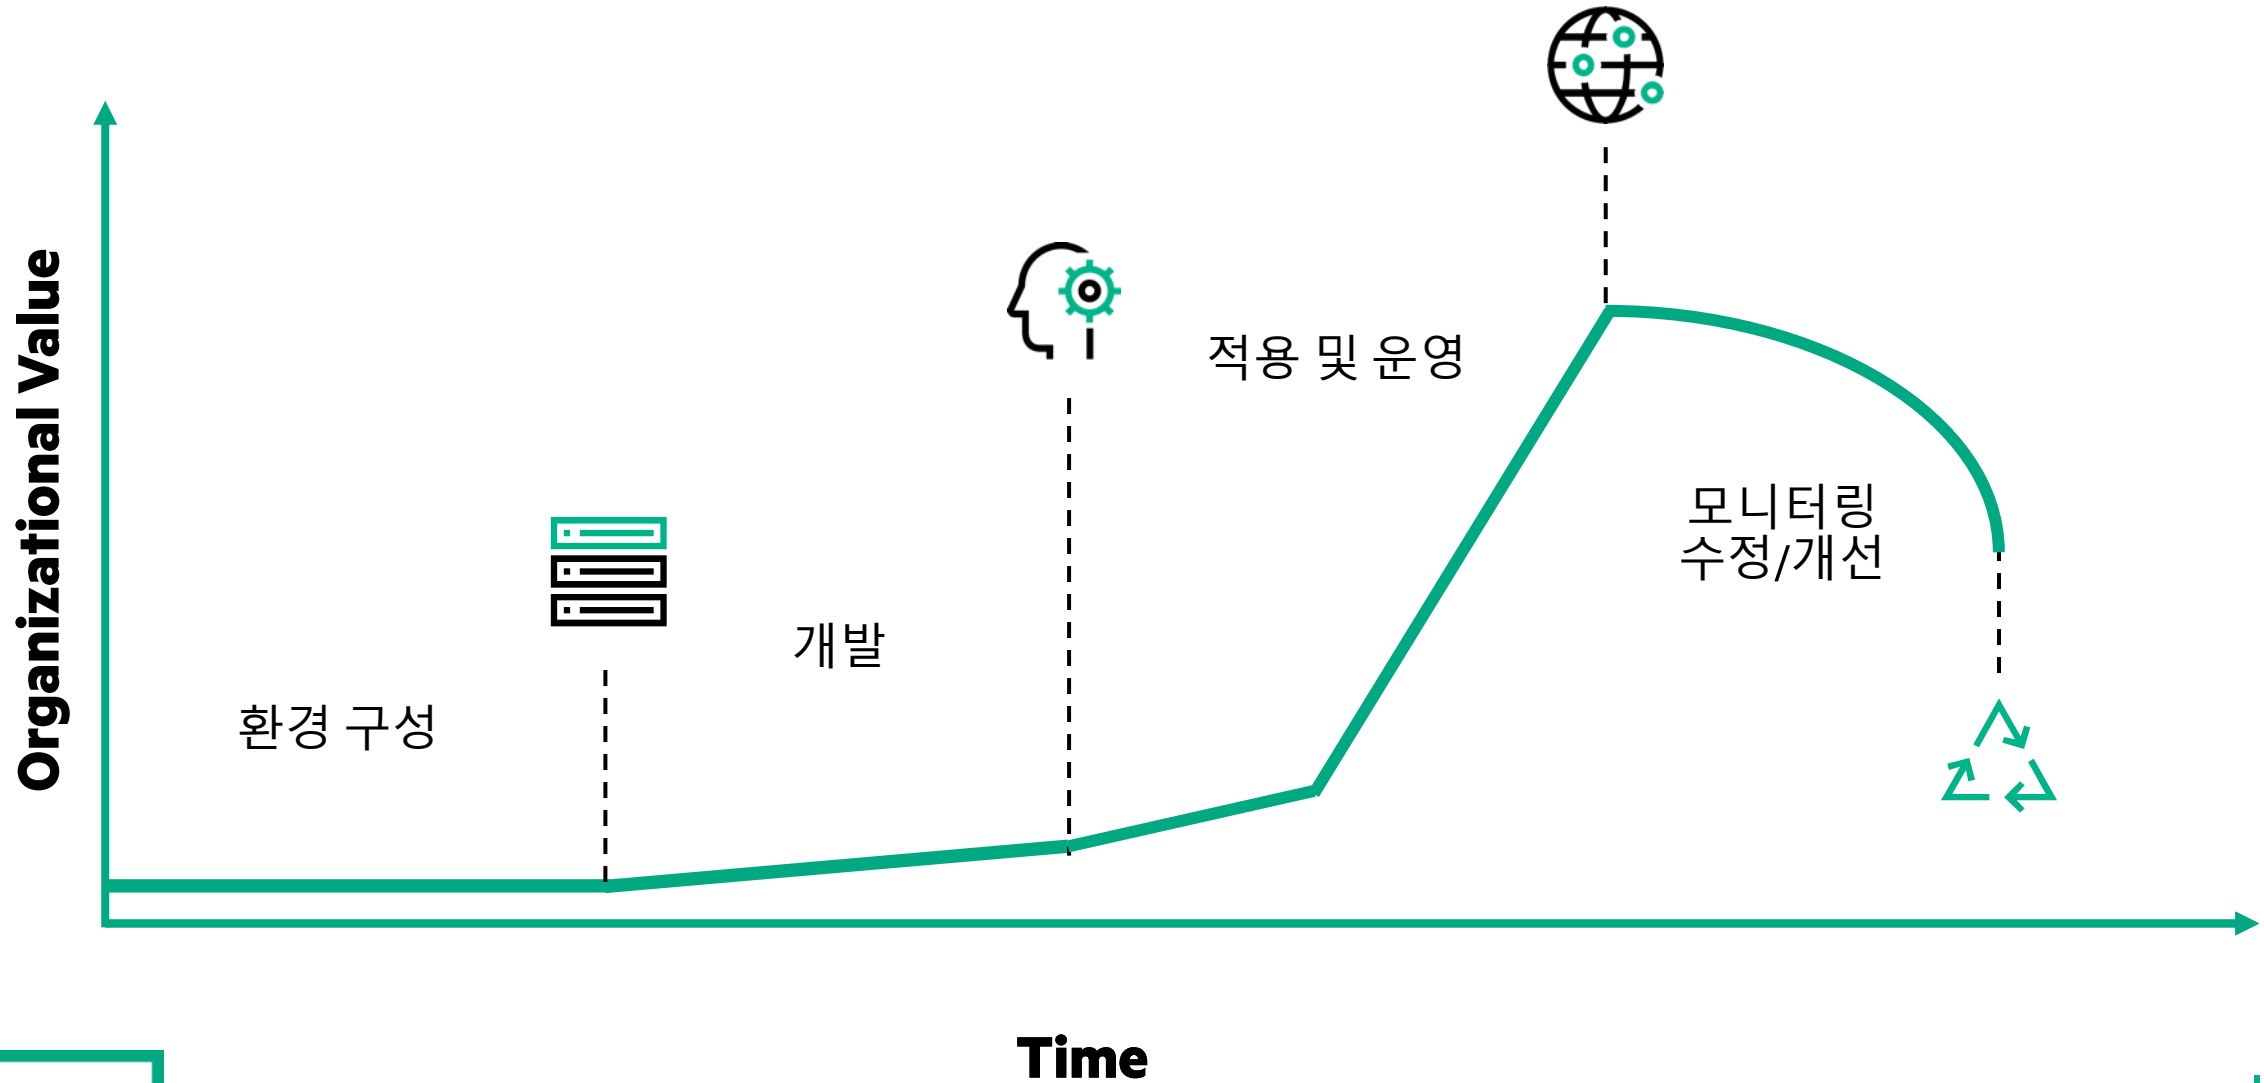 Organizational Value
환경 구성
개발
적용 및 운영
모니터링
수정/개선
Time